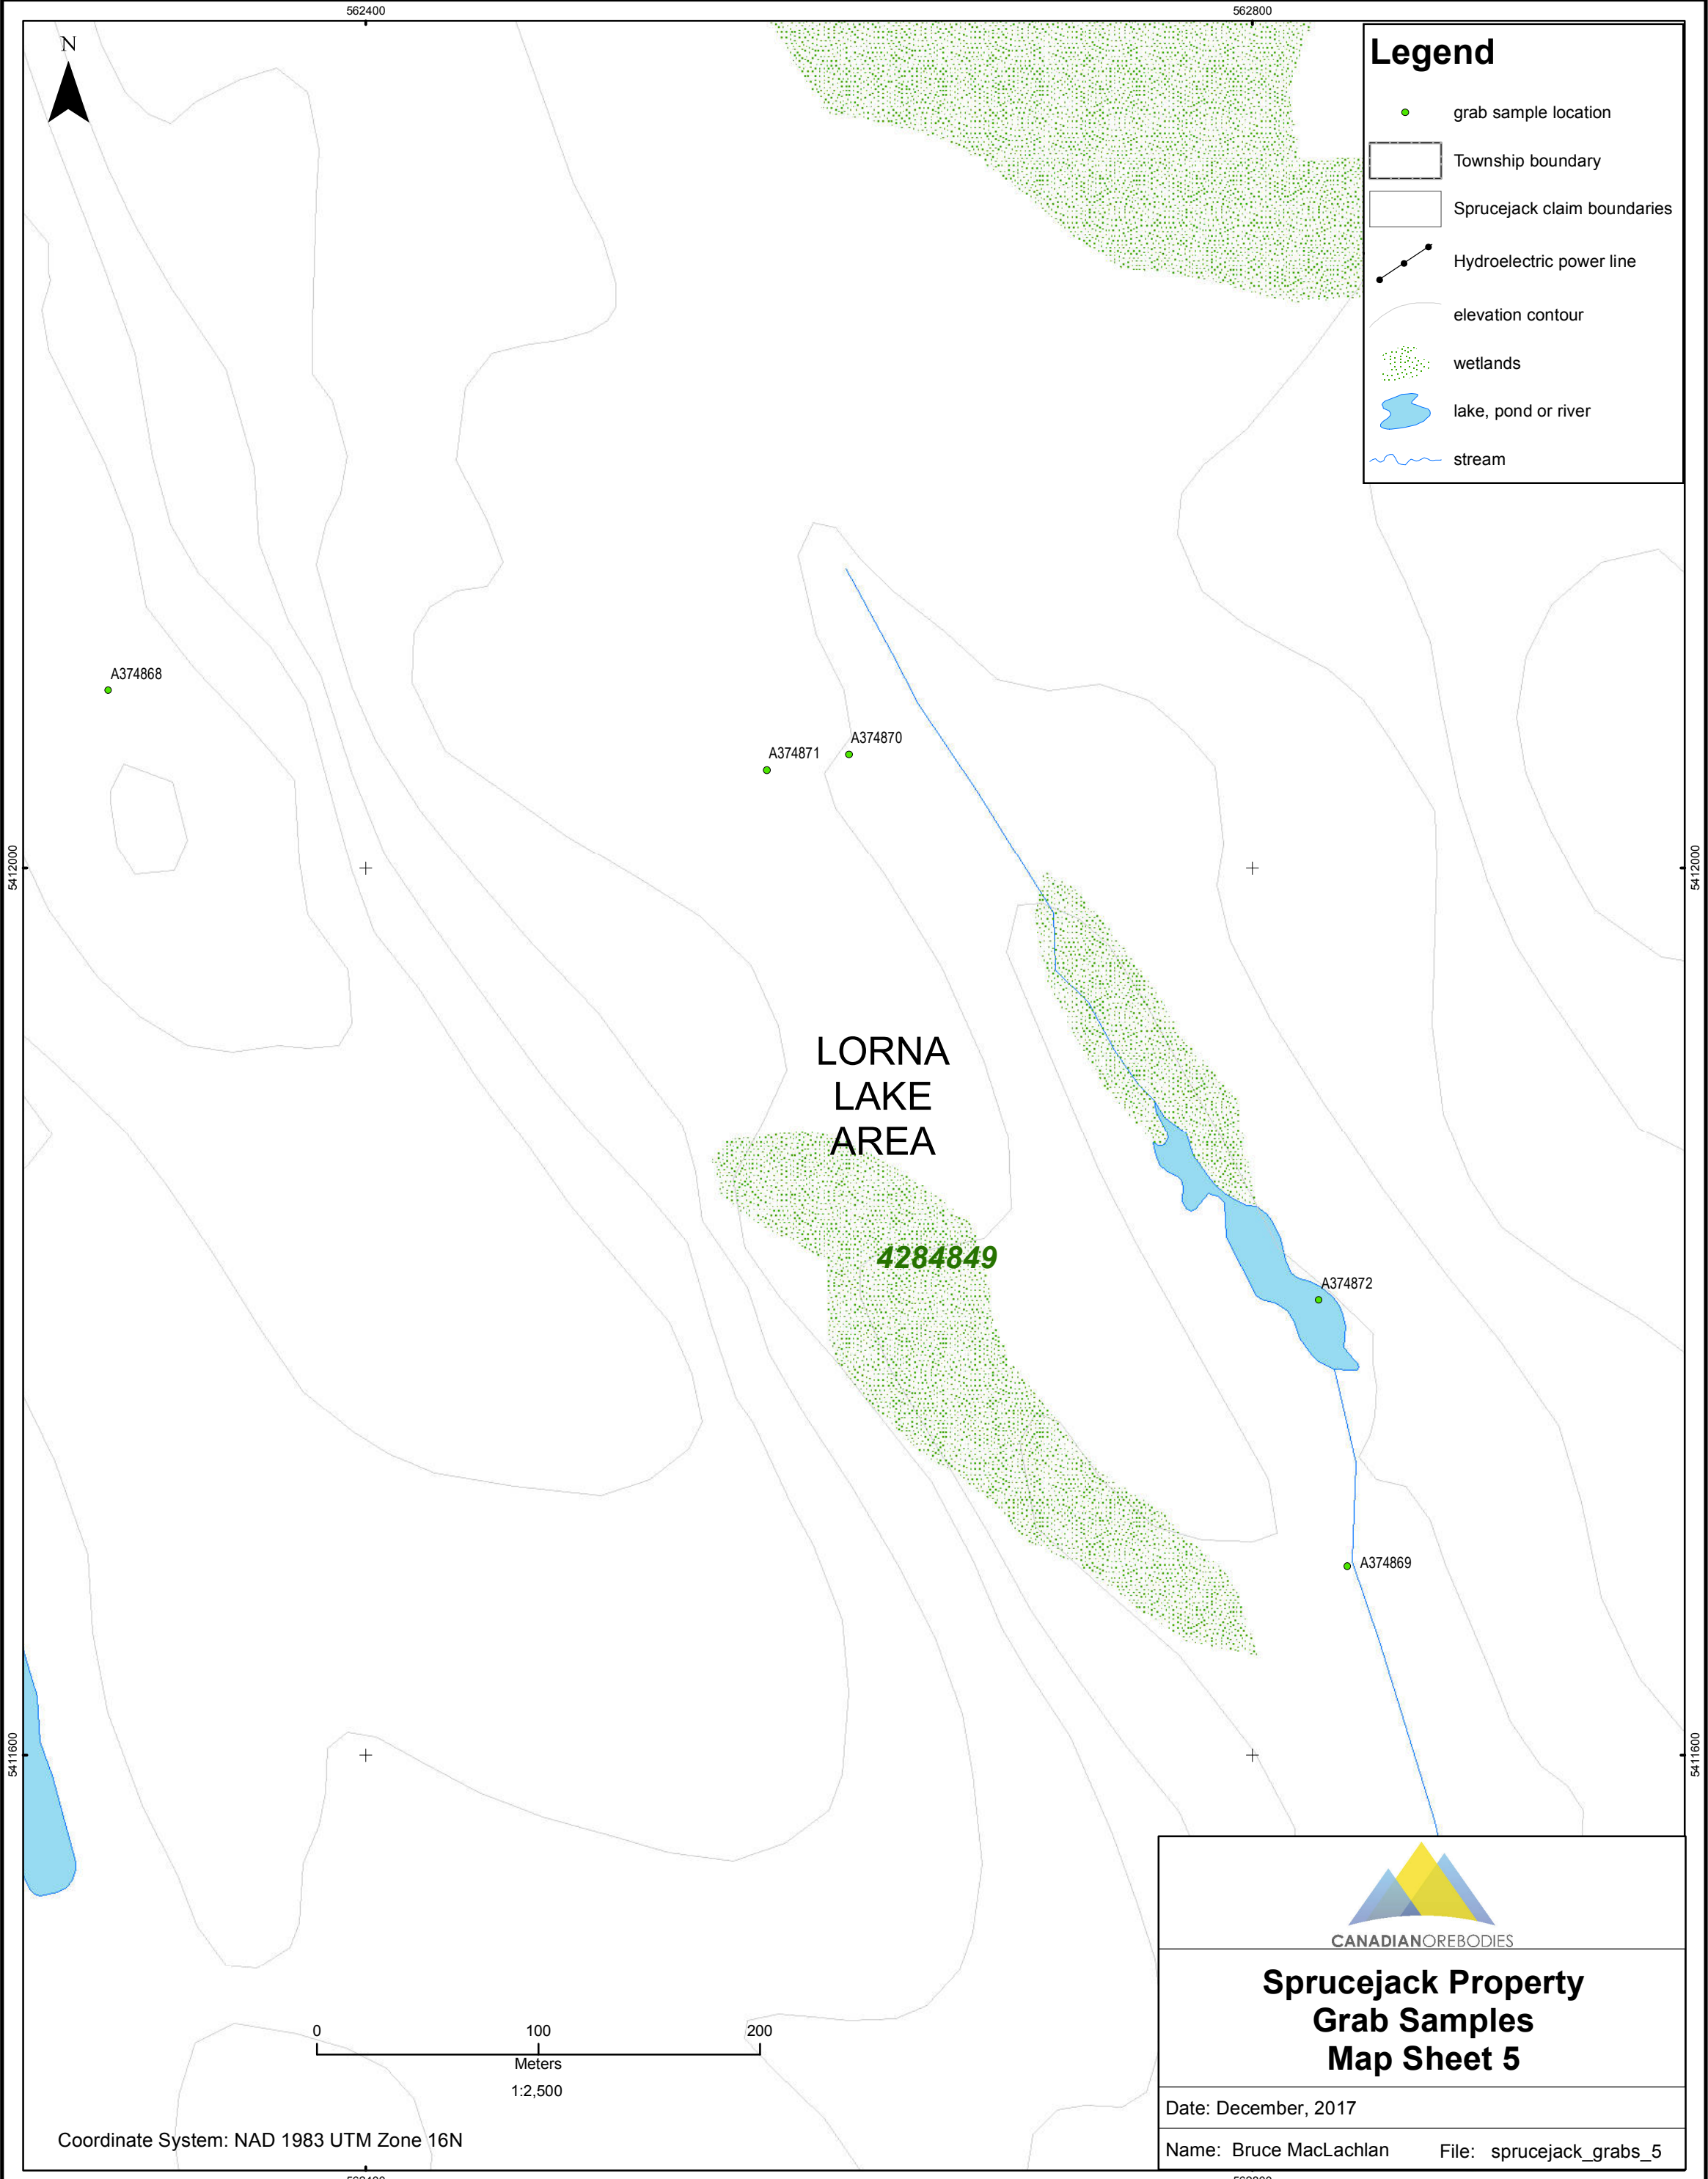 562400
562800
N
Legend
grab sample location
Township boundary
Sprucejack claim boundaries
Hydroelectric power line
elevation contour
wetlands
lake, pond or river
stream
A374868
A374870
A374871
5412000
5412000
LORNA
LAKE
AREA
4284849
A374872
A374869
5411600
5411600
CANADIANOREBODIES
Sprucejack Property
Grab Samples
Map Sheet 5
0 100 200
Meters
1:2,500
Date: December, 2017
Coordinate System: NAD 1983 UTM Zone 16N
Name: Bruce MacLachlan File: sprucejack_grabs_5